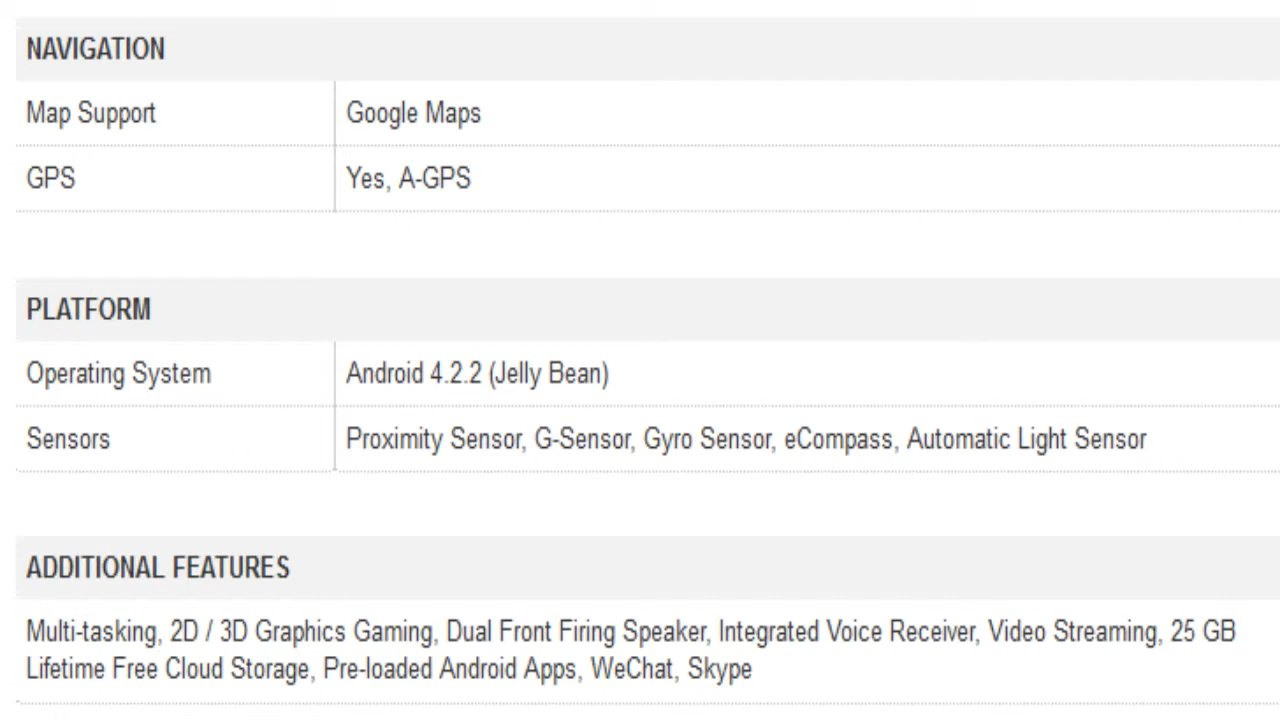 NAVIGATION
Map Support Google Maps
GPS Yes, A-GPS
PLATFORM
Operating System Android 4.2.2 (Jelly Bean)
Sensors Proximity Sensor, G-Sensor, Gyro Sensor, eCompass, Automatic Light Sensor
ADDITIONAL FEATURES
Multi-tasking, 2D / 3D Graphics Gaming, Dual Front Firing Speaker, Integrated Voice Receiver, Video Streaming, 25 GB
Lifetime Free Cloud Storage, Pre-loaded Android Apps, WeChat, Skype